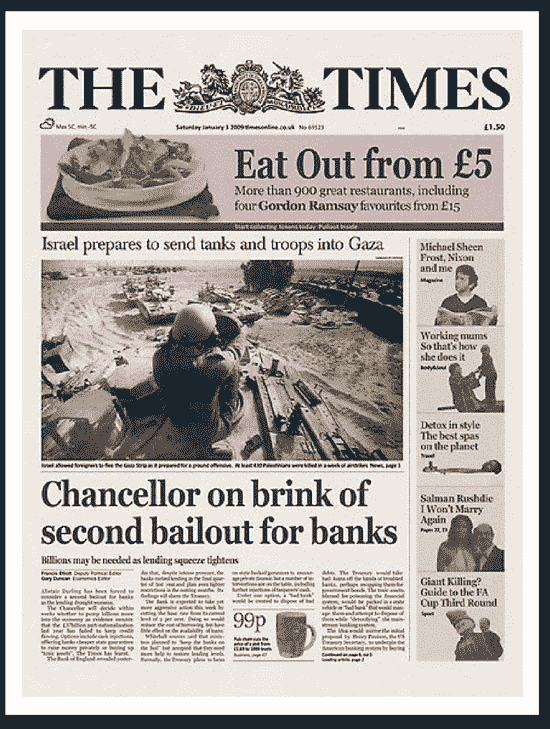 THE TIMES
Max 5C, min -5C
Saturday January 3 2009 timesonline.co.uk No 69523
£1.50
Eat Out from £5
More than 900 great restaurants, including
four Gordon Ramsay favourites from £15
Start collecting tokens today Pullout inside
Israel prepares to send tanks and troops into Gaza
Israel allowed foreigners to flee the Gaza Strip as it prepared for a ground offensive. At least 430 Palestinians were killed in a week of airstrikes News, page 3
Chancellor on brink of
second bailout for banks
Billions may be needed as lending squeeze tightens
Francis Elliott Deputy Political Editor
Gary Duncan Economics Editor
Alistair Darling has been forced to
consider a second bailout for banks
as the lending drought worsens.
The Chancellor will decide within
weeks whether to pump billions more
into the economy as evidence mounts
that the £37billion part-nationalisation
last year has failed to keep credit
flowing. Options include cash injections,
offering banks cheaper state guarantees
to raise money privately or buying up
"toxic assets", The Times has learnt.
The Bank of England revealed yester-
day that, despite intense pressure, the
banks curbed lending in the final quar-
ter of last year and plan even tighter
restrictions in the coming months. Its
findings will alarm the Treasury.
The Bank is expected to take yet
more aggressive action this week by
cutting the base rate from its current
level of 2 per cent. Doing so would
reduce the cost of borrowing but have
little effect on the availability of loans.
Whitehall sources said that minis-
ters planned to "keep the banks on
the boil" but accepted that they need
more help to restore lending levels.
Formally, the Treasury plans to focus
on state-backed guarantees to encour-
age private finance, but a number of in-
terventions are on the table, including
further injections of taxpayers' cash.
Under one option, a "bad bank"
would be created to dispose of bad
99p
Pub chain cuts the
price of a pint from
£1.69 to 1989 levels
Business, page 47
debts. The Treasury would take
bad loans off the hands of troubled
banks, perhaps swapping them for
government bonds. The toxic assets,
blamed for poisoning the financial
system, would be parked in a state
vehicle or "bad bank" that would man-
age them and attempt to dispose of
them while "detoxifying" the main-
stream banking system.
The idea would mirror the initial
proposal by Henry Paulson, the US
Treasury Secretary, to underpin the
American banking system by buying
Continued on page 6, col 1
Leading article, page 2
Michael Sheen
Frost, Nixon
and me
Magazine
Working mums
So that's how
she does it
Body&Soul
Detox in style
The best spas
on the planet
Travel
Salman Rushdie
I Won't Marry
Again
Giant Killing?
Guide to the FA
Cup Third Round
Sport